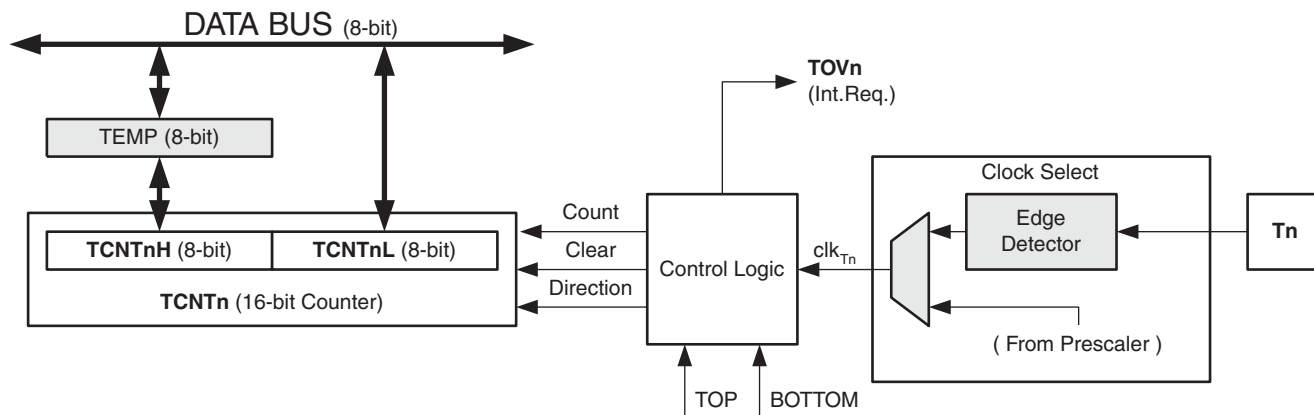 DATA BUS (8-bit)
TOVn
(Int.Req.)
TEMP (8-bit)
Clock Select
Count
Edge
Detector
Tn
TCNTnH (8-bit)
TCNTnL (8-bit)
Clear
Control Logic
clkTn
Direction
TCNTn (16-bit Counter)
( From Prescaler )
TOP
BOTTOM